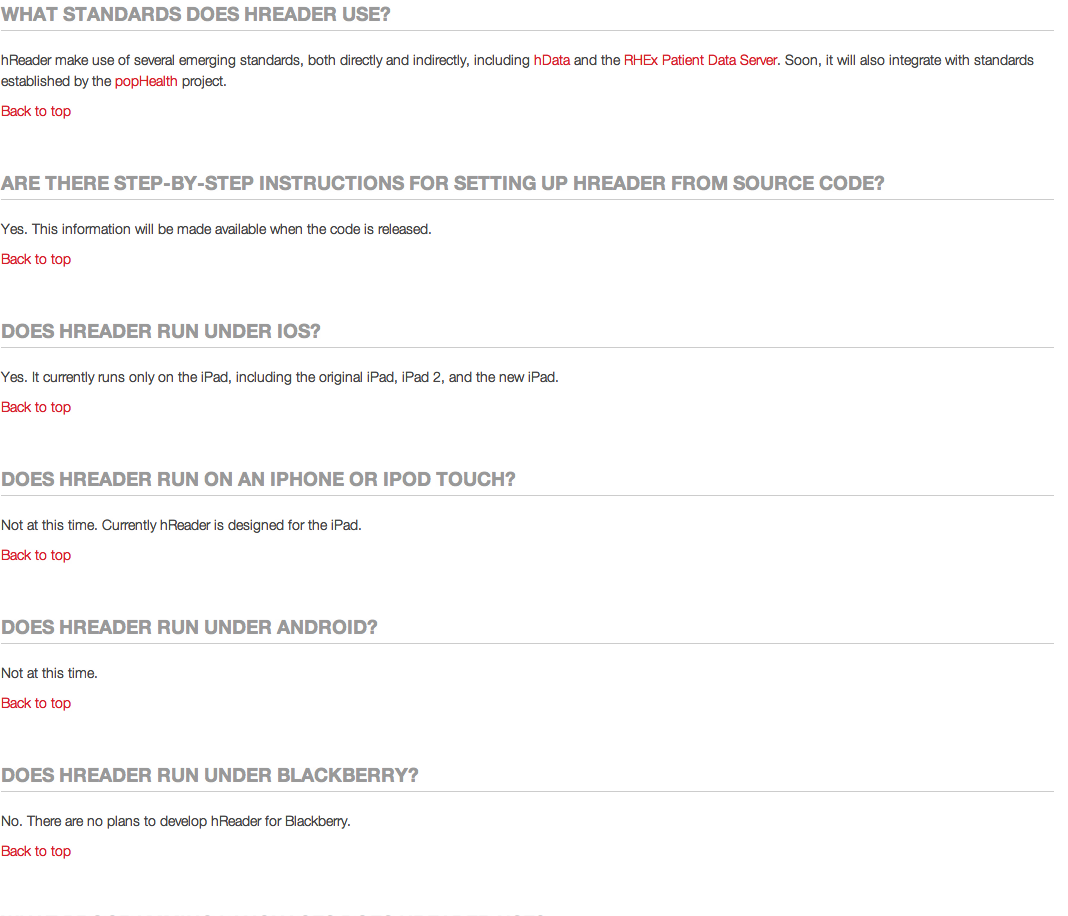 WHAT STANDARDS DOES HREADER USE?
hReader make use of several emerging standards, both directly and indirectly, including hData and the RHEx Patient Data Server. Soon, it will also integrate with standards
established by the popHealth project.
Back to top
ARE THERE STEP-BY-STEP INSTRUCTIONS FOR SETTING UP HREADER FROM SOURCE CODE?
Yes. This information will be made available when the code is released.
Back to top
DOES HREADER RUN UNDER IOS?
Yes. It currently runs only on the iPad, including the original iPad, iPad 2, and the new iPad.
Back to top
DOES HREADER RUN ON AN IPHONE OR IPOD TOUCH?
Not at this time. Currently hReader is designed for the iPad.
Back to top
DOES HREADER RUN UNDER ANDROID?
Not at this time.
Back to top
DOES HREADER RUN UNDER BLACKBERRY?
No. There are no plans to develop hReader for Blackberry.
Back to top